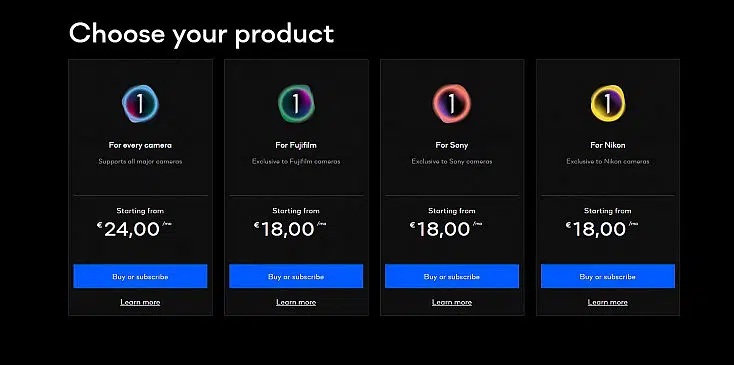 Choose your product
1
For every camera
Supports all major cameras
Starting from
€24,00 /mo
Buy or subscribe
Learn more
1
For Fujifilm
Exclusive to Fujifilm cameras
Starting from
€18,00 /mo
Buy or subscribe
Learn more
1
For Sony
Exclusive to Sony cameras
Starting from
€18,00 /mo
Buy or subscribe
Learn more
1
For Nikon
Exclusive to Nikon cameras
Starting from
€18,00 /mo
Buy or subscribe
Learn more